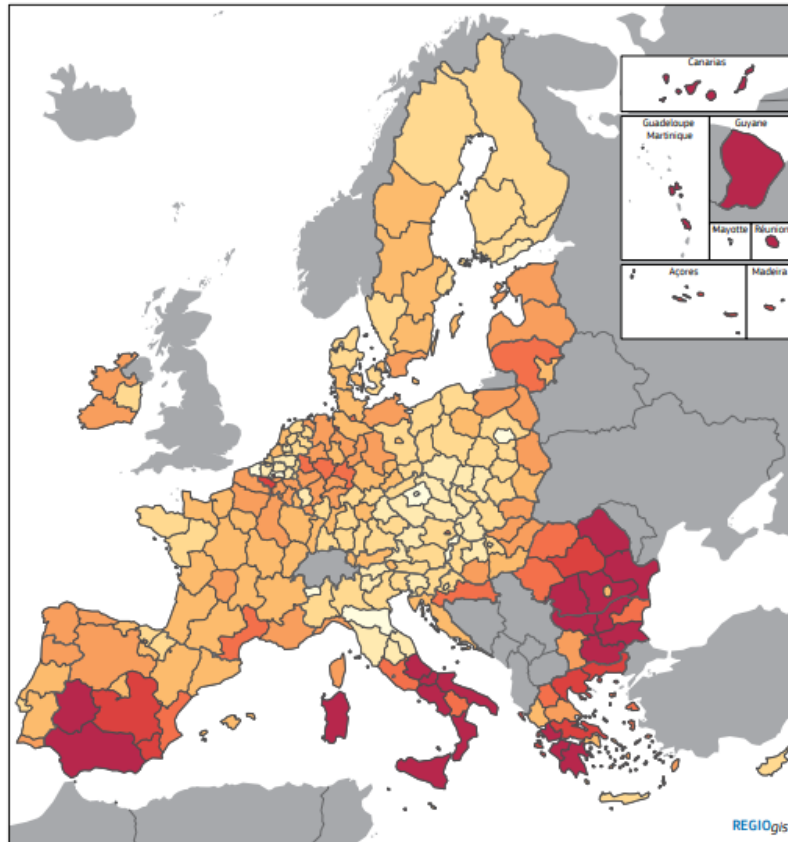 Canarias
Guadeloupe
Martinique
Guyane
Mayotte
Réunion
Açores
Madeira
REGIOgis